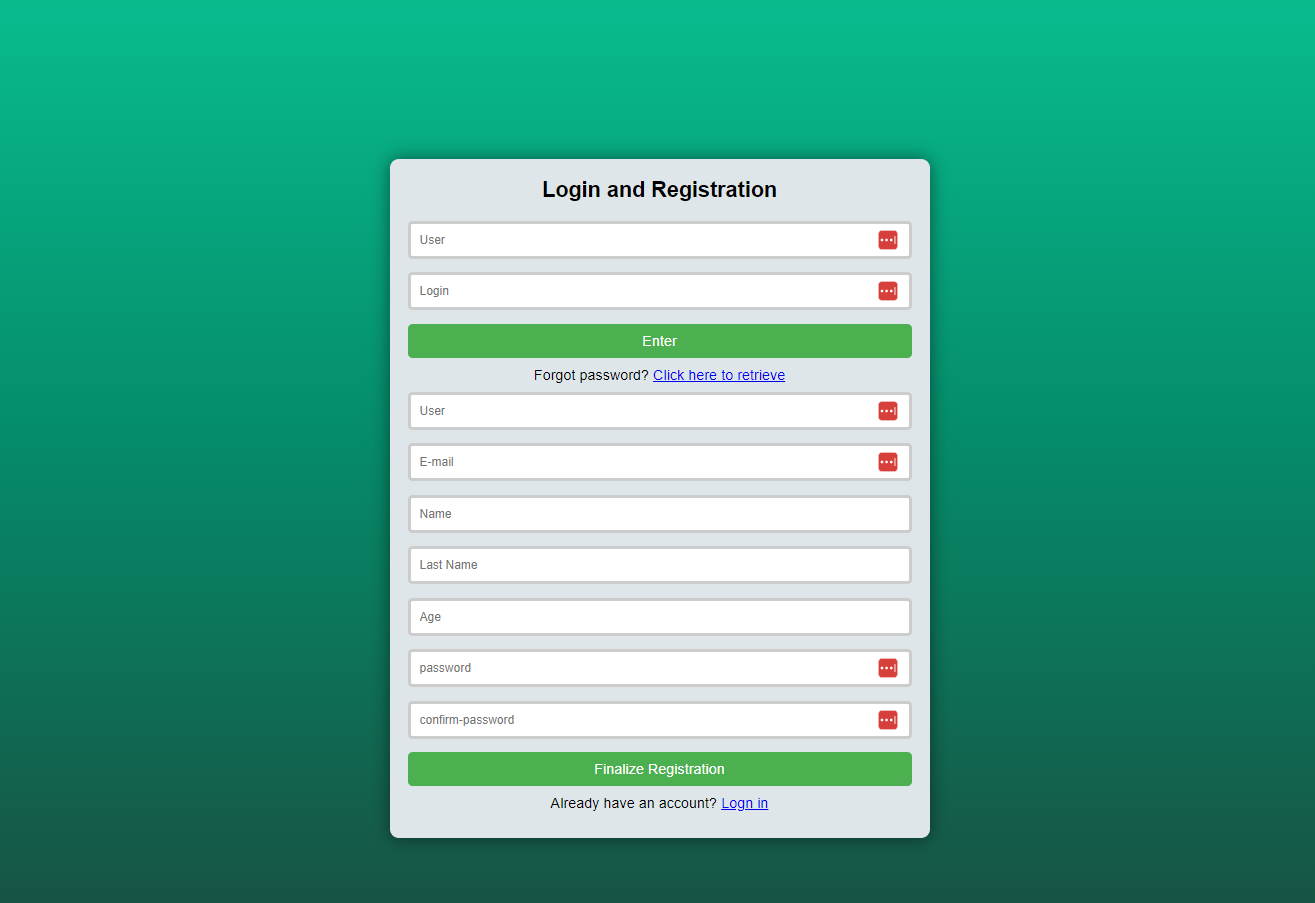 Login and Registration
User
Login
Enter
Forgot password? Click here to retrieve
User
E-mail
Name
Last Name
Age
password
confirm-password
Finalize Registration
Already have an account? Logn in